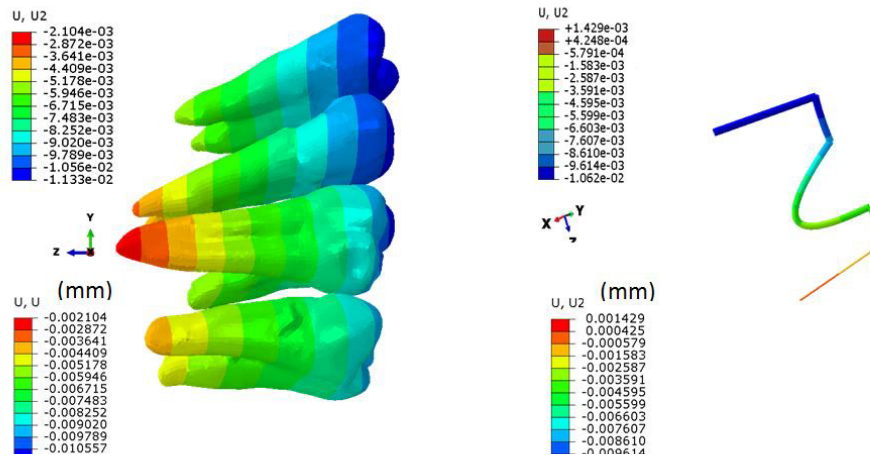 U, U2
-2.104e-03
-2.872e-03
-3.641e-03
-4.409e-03
-5.178e-03
-5.946e-03
-6.715e-03
-7.483e-03
-8.252e-03
-9.020e-03
-9.789e-03
-1.056e-02
-1.133e-02
Y
Z
X
(mm)
U, U
-0.002104
-0.002872
-0.003641
-0.004409
-0.005178
-0.005946
-0.006715
-0.007483
-0.008252
-0.009020
-0.009789
-0.010557
U, U2
+1.429e-03
+4.248e-04
-5.791e-04
-1.583e-03
-2.587e-03
-3.591e-03
-4.595e-03
-5.599e-03
-6.603e-03
-7.607e-03
-8.610e-03
-9.614e-03
-1.062e-02
X
Y
Z
(mm)
U, U2
0.001429
0.000425
-0.000579
-0.001583
-0.002587
-0.003591
-0.004595
-0.005599
-0.006603
-0.007607
-0.008610
-0.009614